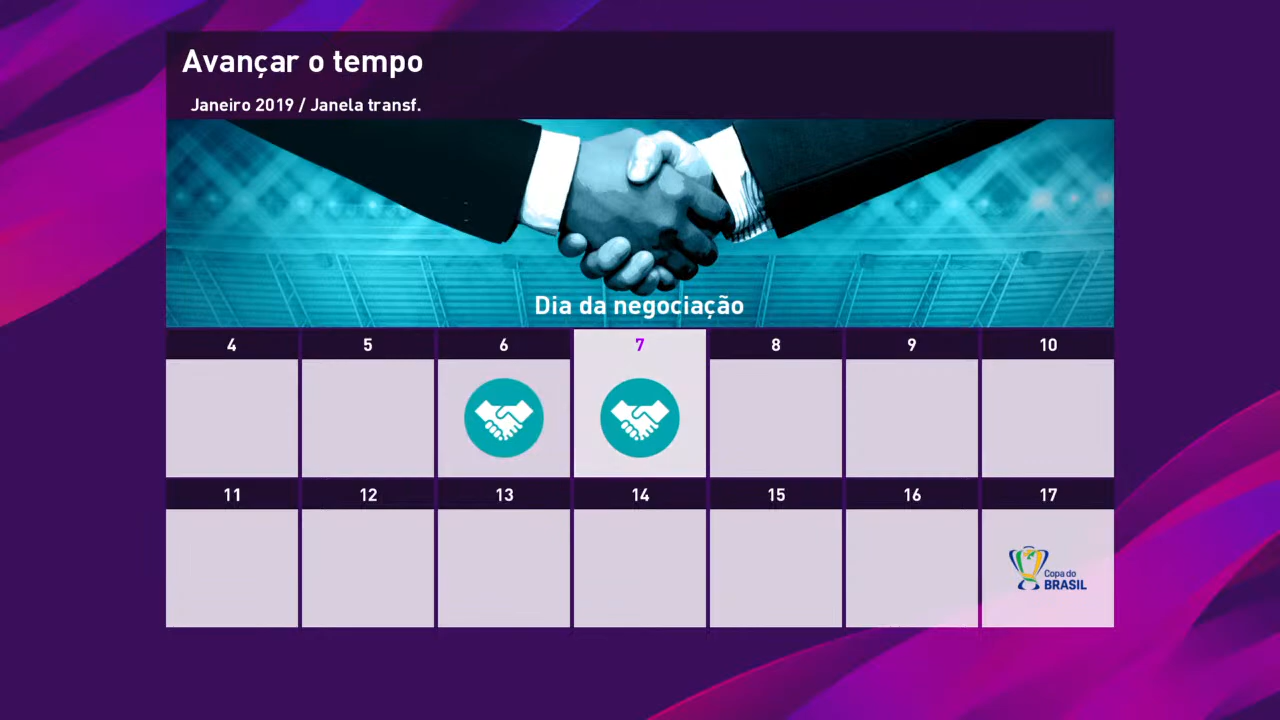 Avançar o tempo
Janeiro 2019 / Janela transf.
Dia da negociação
4 5 6 7 8 9 10
11 12 13 14 15 16 17
Copa do
BRASIL